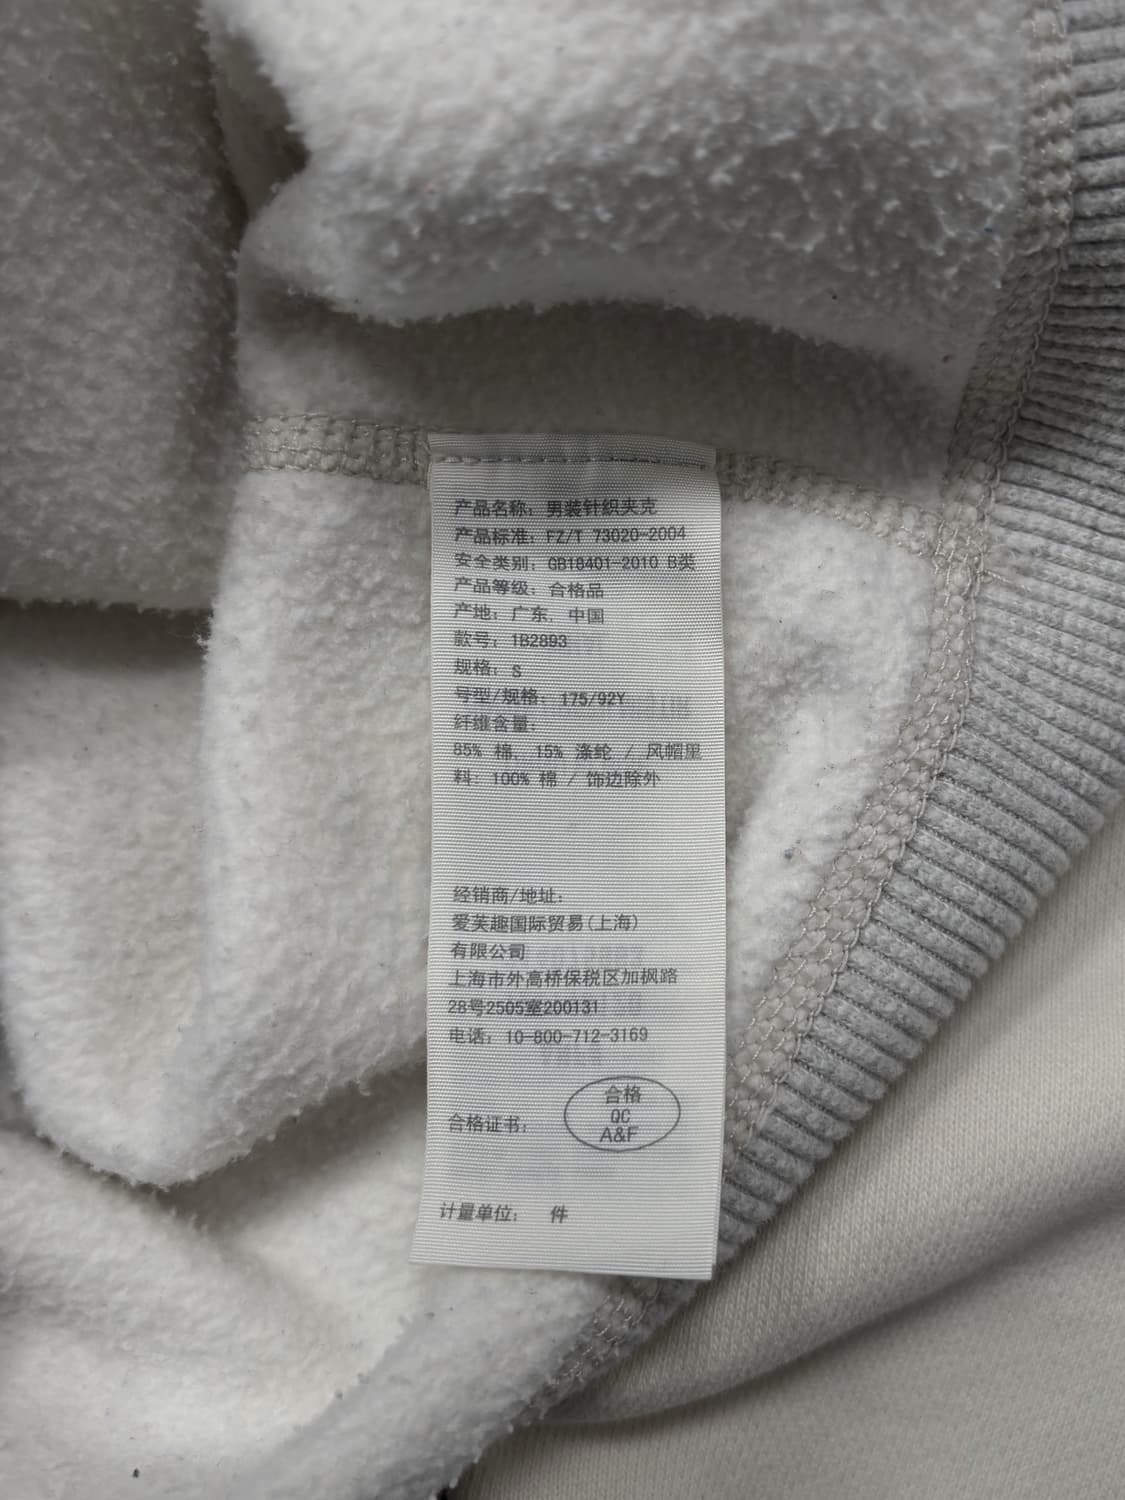 产品名称: 男装针织夹克
产品标准: FZ/T 73020-2004
安全类别: GB18401-2010 B类
产品等级: 合格品
产地: 广东, 中国
款号: 1B2893
规格: S
号型/规格: 175/92Y
纤维含量:
85% 棉, 15% 涤纶 / 风帽里
料: 100% 棉 / 饰边除外
经销商/地址:
爱芙趣国际贸易(上海)
有限公司
上海市外高桥保税区加枫路
28号2505室200131
电话: 10-800-712-3169
合格
QC
A&F
合格证书:
计量单位: 件